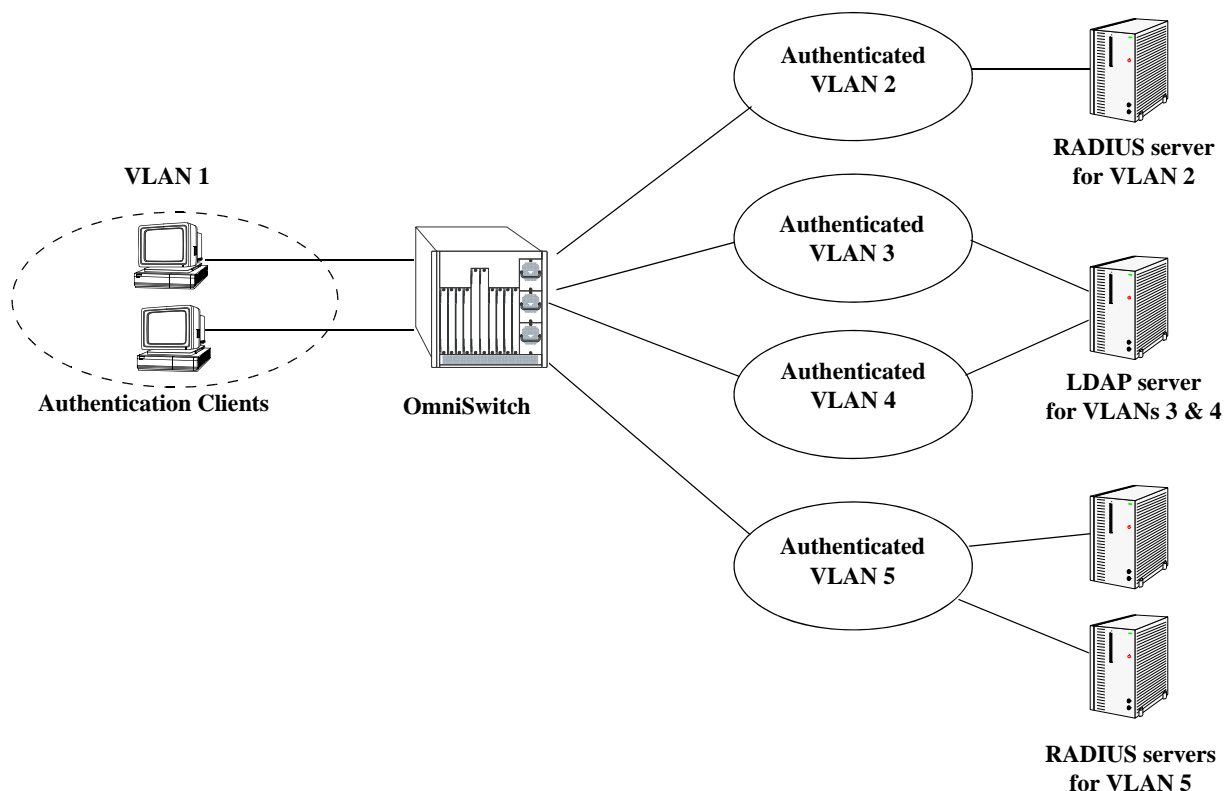 VLAN 1
Authentication Clients
OmniSwitch
Authenticated
VLAN 2
Authenticated
VLAN 3
Authenticated
VLAN 4
Authenticated
VLAN 5
RADIUS server
for VLAN 2
LDAP server
for VLANs 3 & 4
RADIUS servers
for VLAN 5